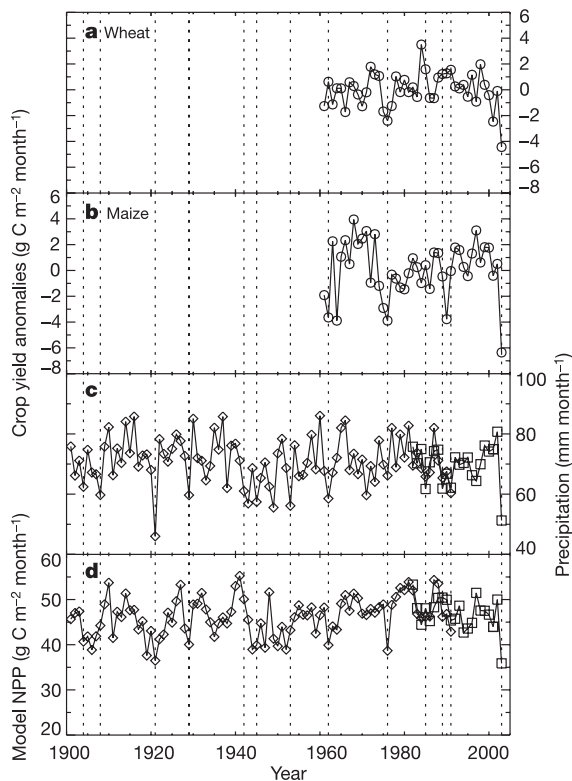 a Wheat
6
4
2
0
−2
−4
−6
−8
b Maize
6
4
2
0
−2
−4
−6
−8
Crop yield anomalies (g C m−2 month−1)
c
100
80
60
40
Precipitation (mm month−1)
d
60
50
40
30
20
Model NPP (g C m−2 month−1)
1900 1920 1940 1960 1980 2000
Year